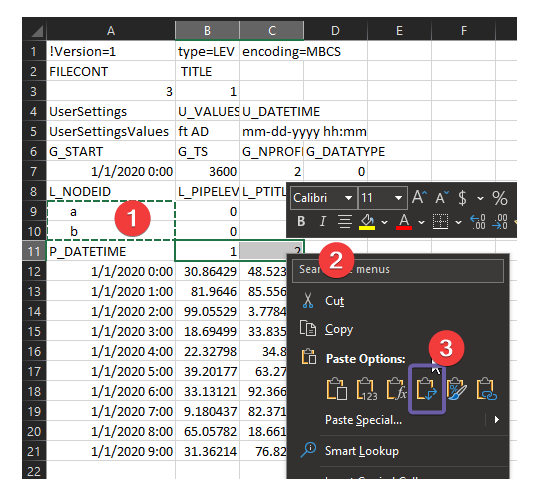 A B C D E F
1 !Version=1 type=LEV encoding=MBCS
2 FILECONT TITLE
3 3 1
4 UserSettings U_VALUES U_DATETIME
5 UserSettingsValues ft AD mm-dd-yyyy hh:mm
6 G_START G_TS G_NPROFI G_DATATYPE
7 1/1/2020 0:00 3600 2 0
8 L_NODEID L_PIPELEV L_PTITL
Calibri 11 A A $ %
9 a 0
1
10 b 0
B I A
11 P_DATETIME 1 2
12 1/1/2020 0:00 30.86429 48.523
13 1/1/2020 1:00 81.9646 85.556
14 1/1/2020 2:00 99.05529 3.7784
15 1/1/2020 3:00 18.69499 33.835
16 1/1/2020 4:00 22.32798 34.8
17 1/1/2020 5:00 39.20177 63.27
18 1/1/2020 6:00 33.13121 92.366
19 1/1/2020 7:00 9.180437 82.371
20 1/1/2020 8:00 65.05782 18.661
21 1/1/2020 9:00 31.36214 76.82
22
2
menus
Cut
Copy
Paste Options:
3
123 fx
Paste Special...
Smart Lookup